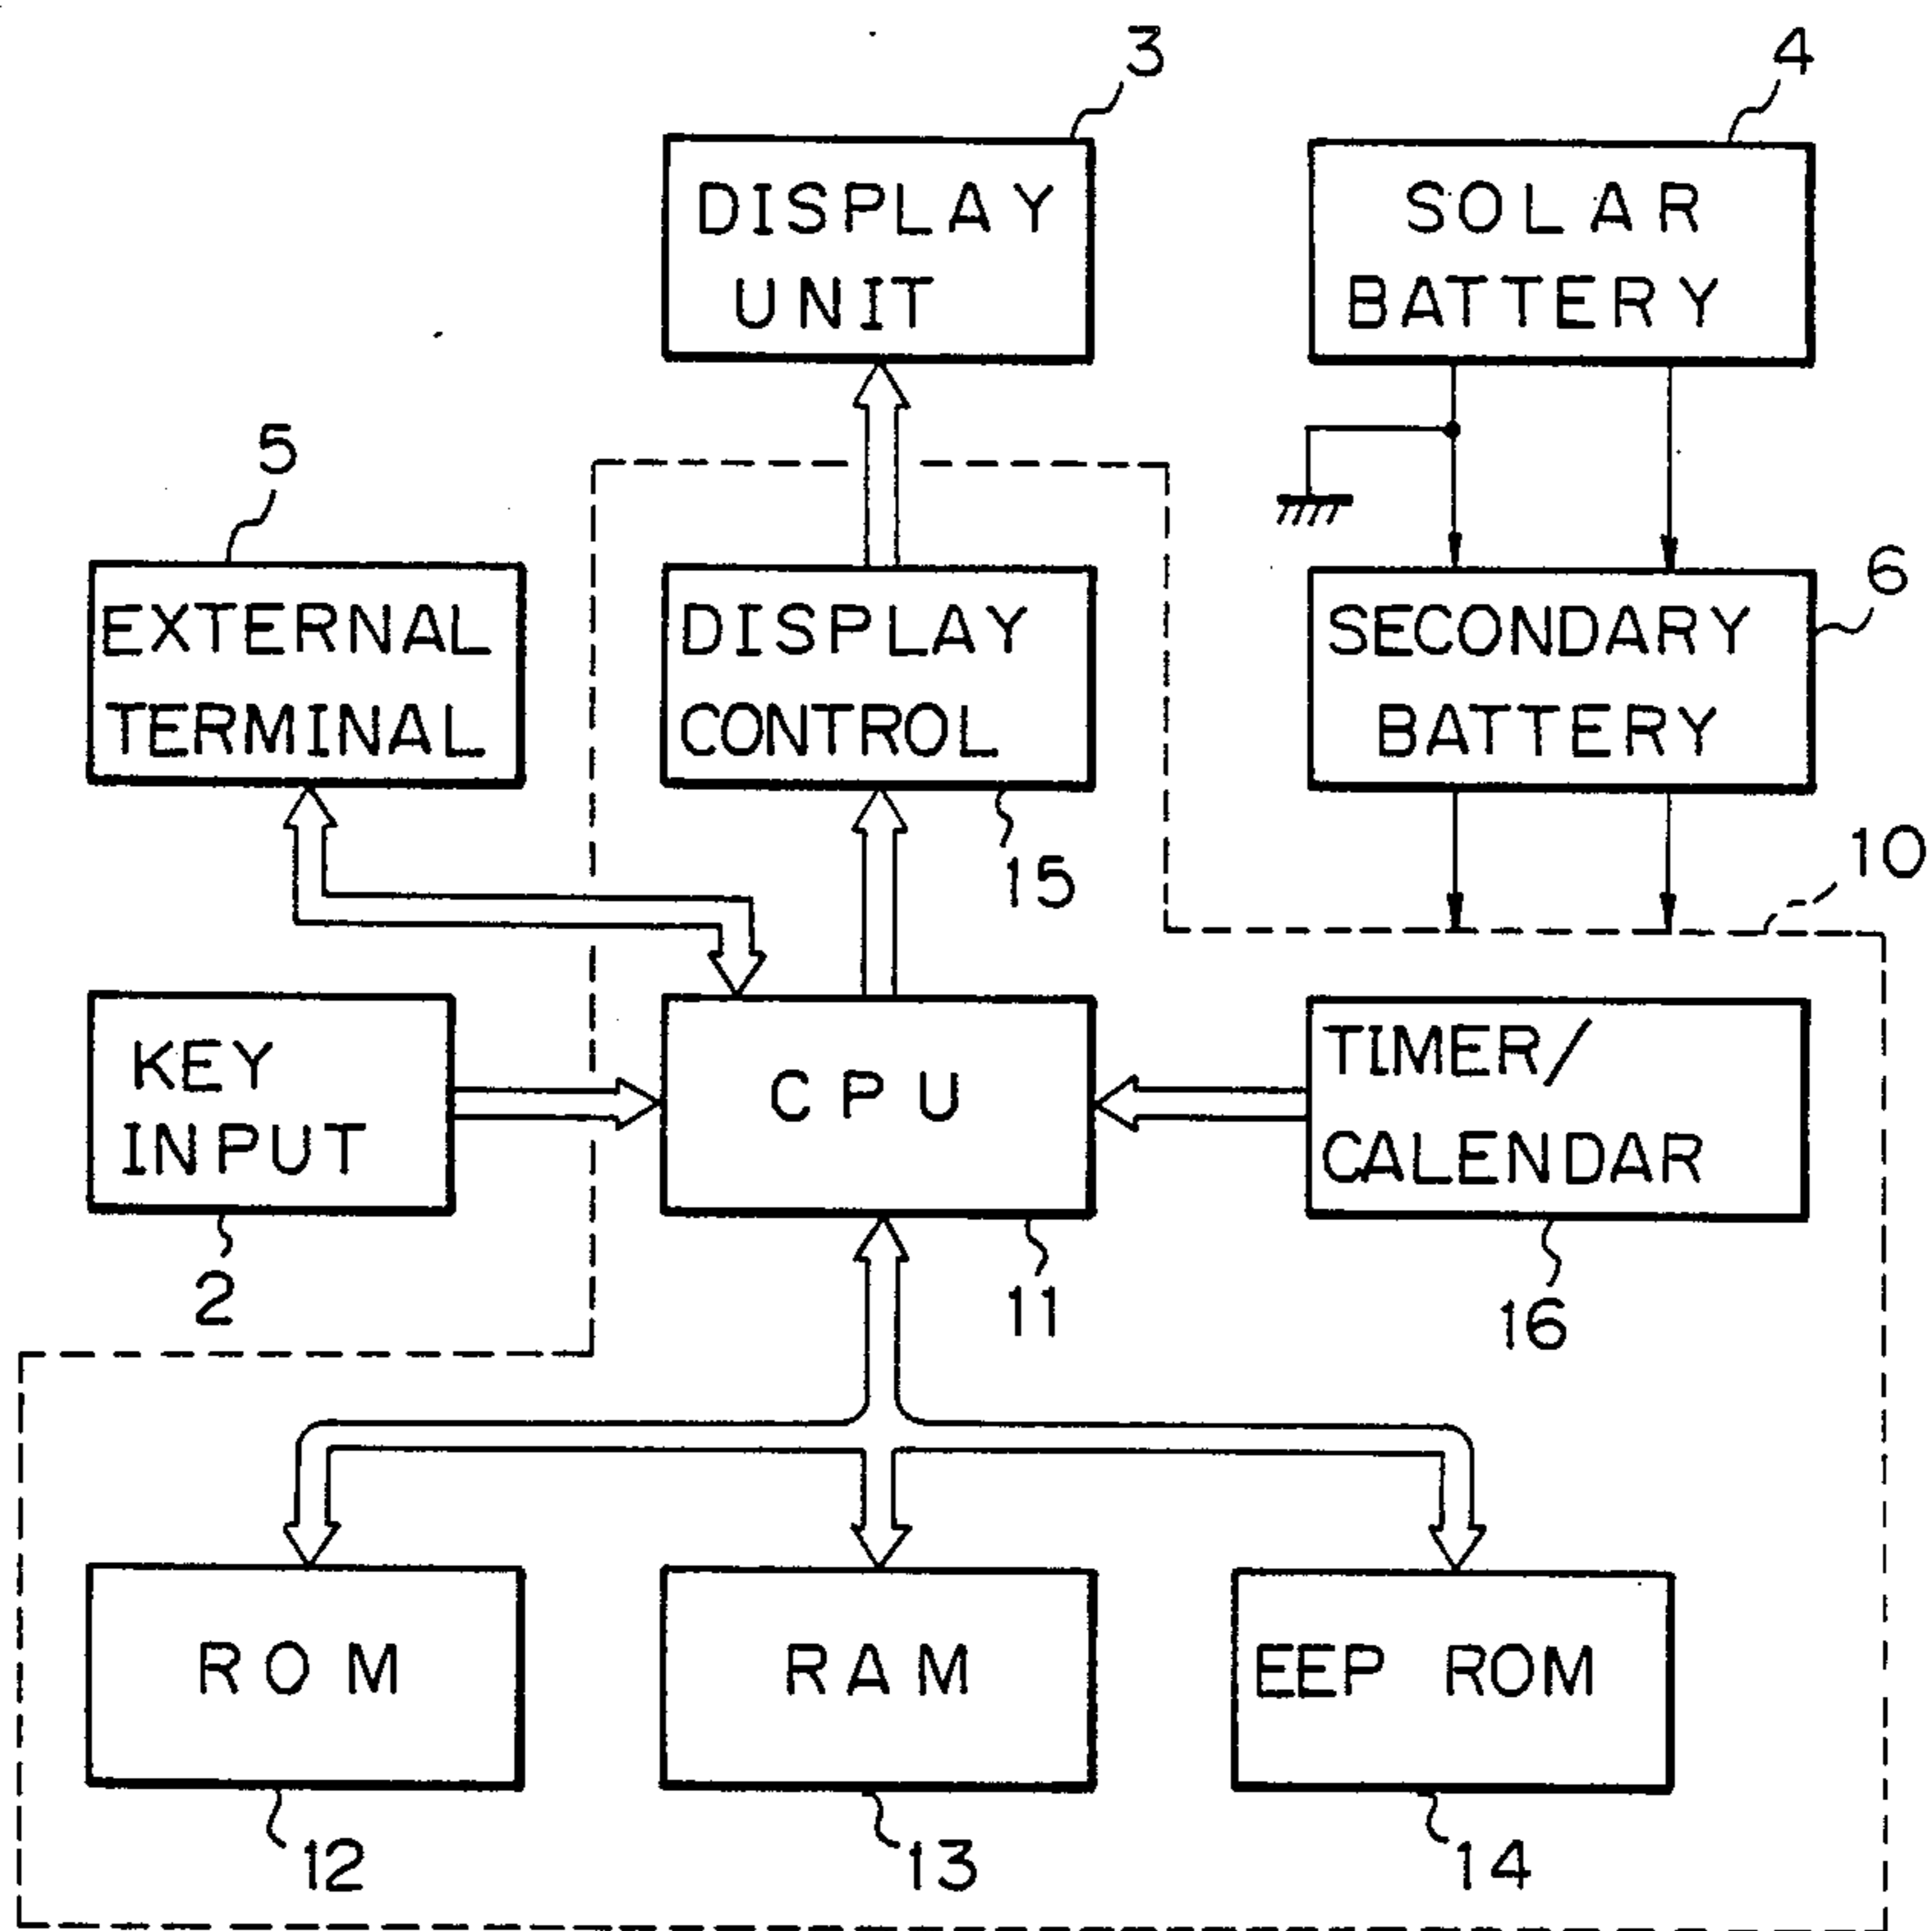 3
4
DISPLAY
UNIT
SOLAR
BATTERY
5
6
EXTERNAL
TERMINAL
DISPLAY
CONTROL
SECONDARY
BATTERY
15
10
KEY
INPUT
CPU
TIMER/
CALENDAR
2
11
16
ROM
RAM
EEP ROM
12
13
14